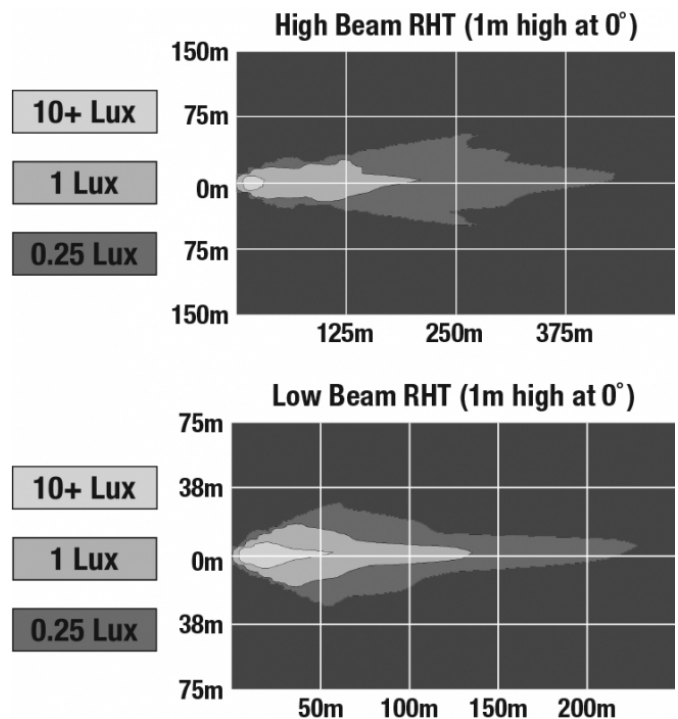 High Beam RHT (1m high at 0°)
150m
75m
10+ Lux
1 Lux
0m
0.25 Lux
75m
150m
125m 250m 375m
Low Beam RHT (1m high at 0°)
75m
38m
10+ Lux
1 Lux
0m
0.25 Lux
38m
75m
50m 100m 150m 200m